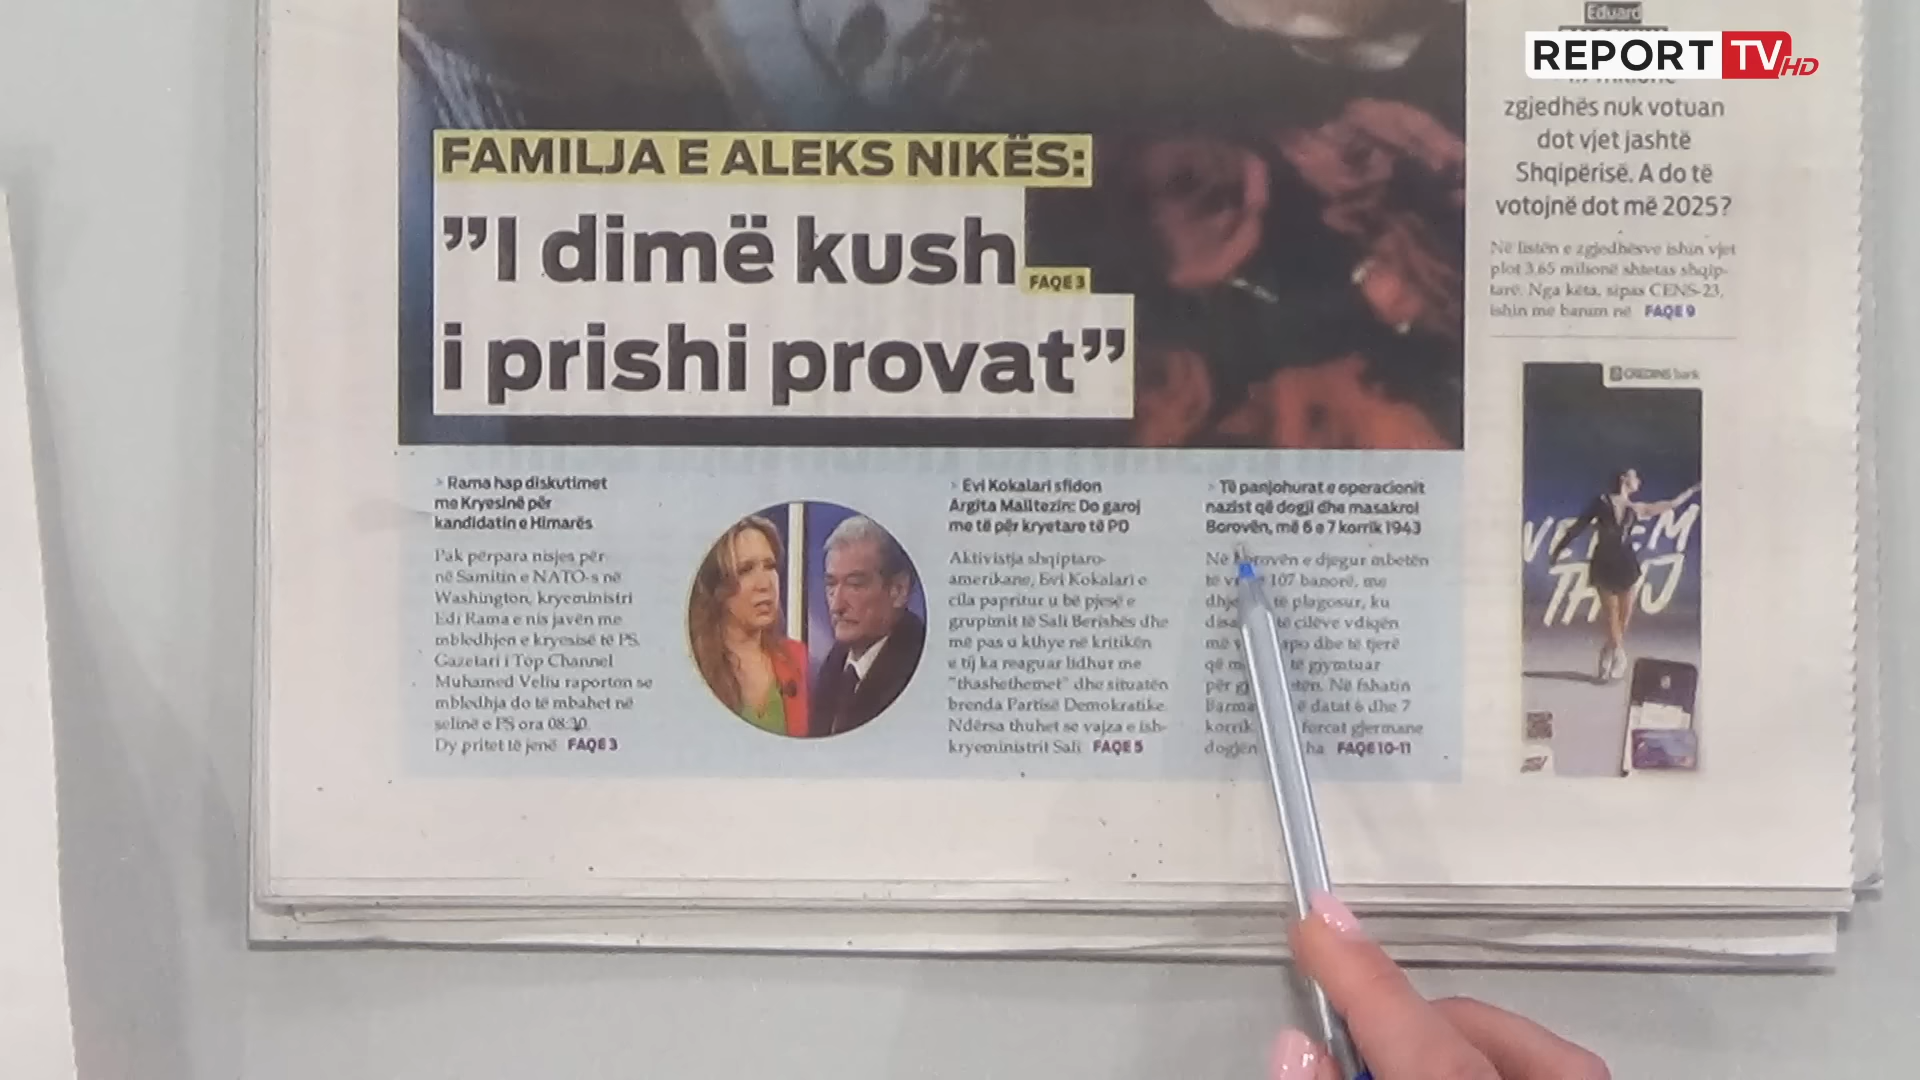 REPORT TV HD
Eduard
zgjedhës nuk votuan
dot vjet jashtë
Shqipërisë. A do të
votojnë dot më 2025?
Në listën e zgjedhësve ishin vjet
plot 3.65 milionë shtetas shqip-
tarë. Nga këta, sipas CENS-23,
ishin me banim në FAQE 9
FAMILJA E ALEKS NIKËS:
”I dimë kush
FAQE 3
i prishi provat”
> Rama hap diskutimet
me Kryesinë për
kandidatin e Himarës
Pak përpara nisjes për
në Samitin e NATO-s në
Washington, kryeministri
Edi Rama e nis javën me
mbledhjen e kryesisë të PS.
Gazetari i Top Channel
Muhamed Veliu raporton se
mbledhja do të mbahet në
selinë e PS ora 08:30.
Dy pritet të jenë FAQE 3
> Evi Kokalari sfidon
Argita Malltezin: Do garoj
me të për kryetare të PD
Aktivistja shqiptaro-
amerikane, Evi Kokalari e
cila papritur u bë pjesë e
grupimit të Sali Berishës dhe
më pas u kthye në kritikën
e tij ka reaguar lidhur me
"thashethemet" dhe situatën
brenda Partisë Demokratike.
Ndërsa thuhet se vajza e ish-
kryeministrit Sali FAQE 5
> Të panjohurat e operacionit
nazist që dogji dhe masakroi
Borovën, më 6 e 7 korrik 1943
Në e djegur mbetën
të 107 banorë, me
të plagosur, ku
të cilëve vdiqën
më dhe të tjerë
që të gjymtuar
për Në fshatin
datat 6 dhe 7
korrik forcat gjermane
dogjën FAQE 10-11
CREDINS bank
VETEM